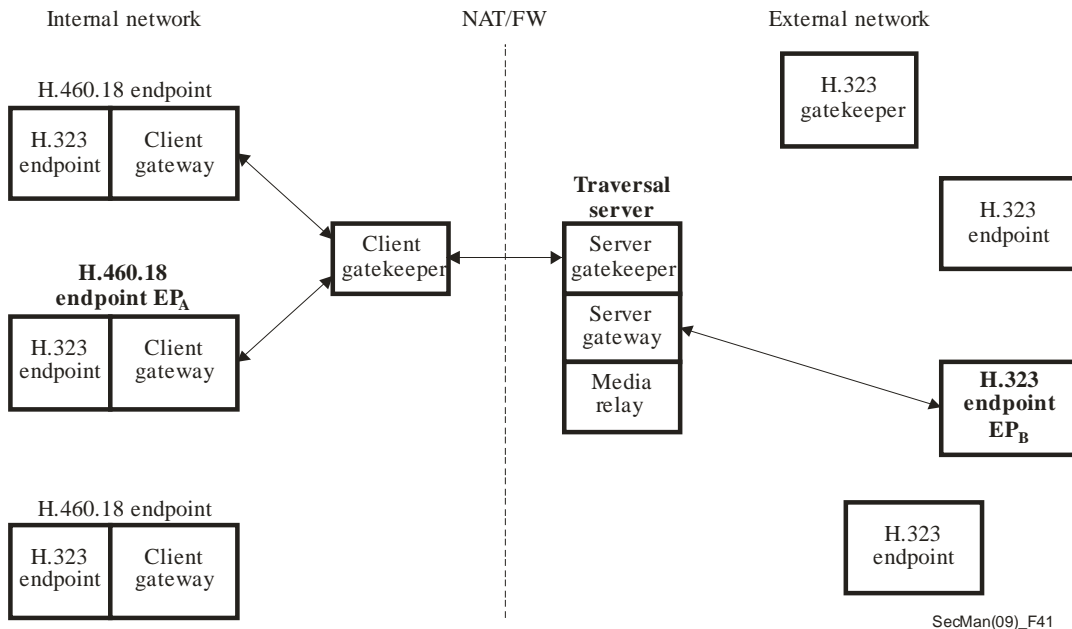 Internal network
NAT/FW
External network
H.460.18 endpoint
H.323
endpoint
Client
gateway
H.323
gatekeeper
Traversal
server
H.323
endpoint
Client
gatekeeper
Server
gatekeeper
H.460.18
endpoint EPA
H.323
endpoint
Client
gateway
Server
gateway
Media
relay
H.323
endpoint
EPB
H.460.18 endpoint
H.323
endpoint
Client
gateway
H.323
endpoint
SecMan(09)_F41